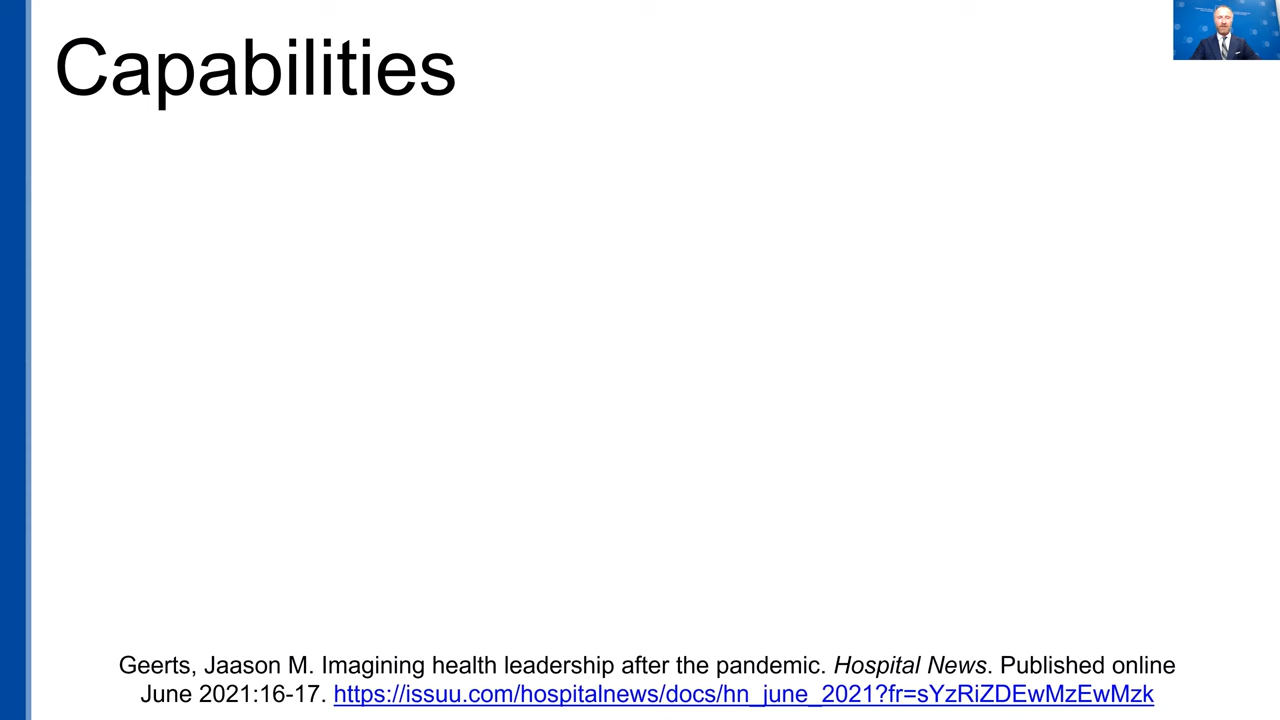 Capabilities
Geerts, Jaason M. Imagining health leadership after the pandemic. Hospital News. Published online
June 2021:16-17. https://issuu.com/hospitalnews/docs/hn_june_2021?fr=sYzRiZDEwMzEwMzk